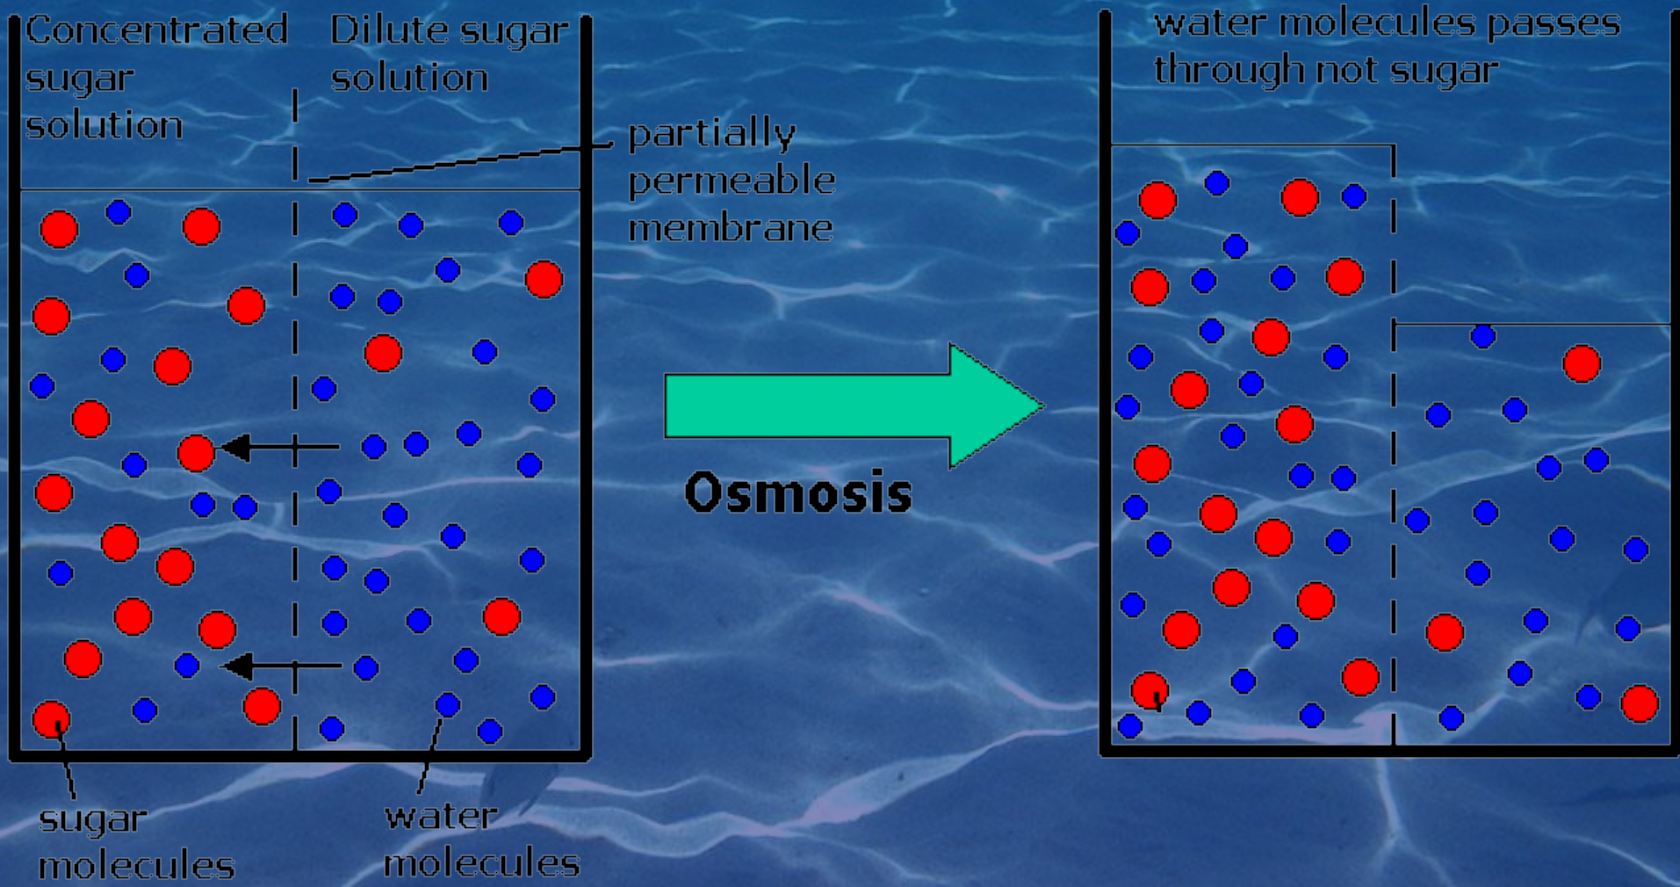 Concentrated
sugar
solution
Dilute sugar
solution
partially
permeable
membrane
water molecules passes
through not sugar
Osmosis
sugar
molecules
water
molecules